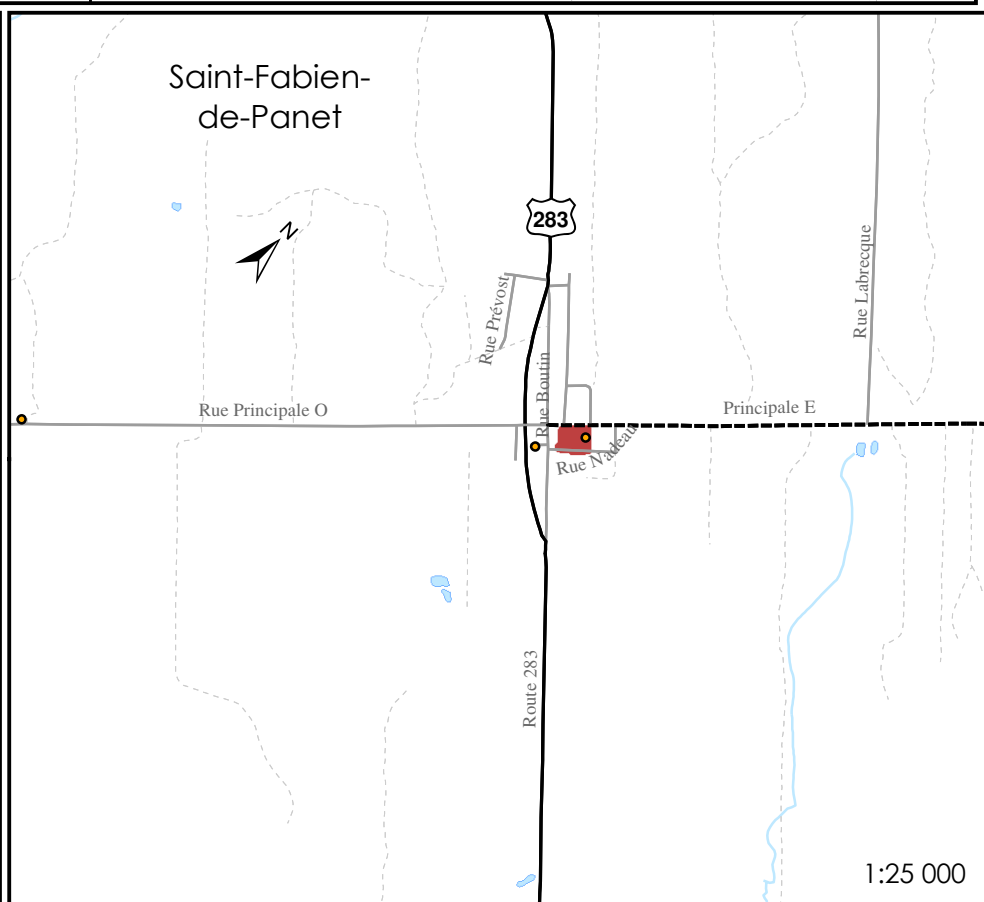 Saint-Fabien-
de-Panet
N
283
Rue Labrecque
Rue Prévost
Rue Boutin
Rue Principale O
Principale E
Rue Nadeau
Route 283
1:25 000